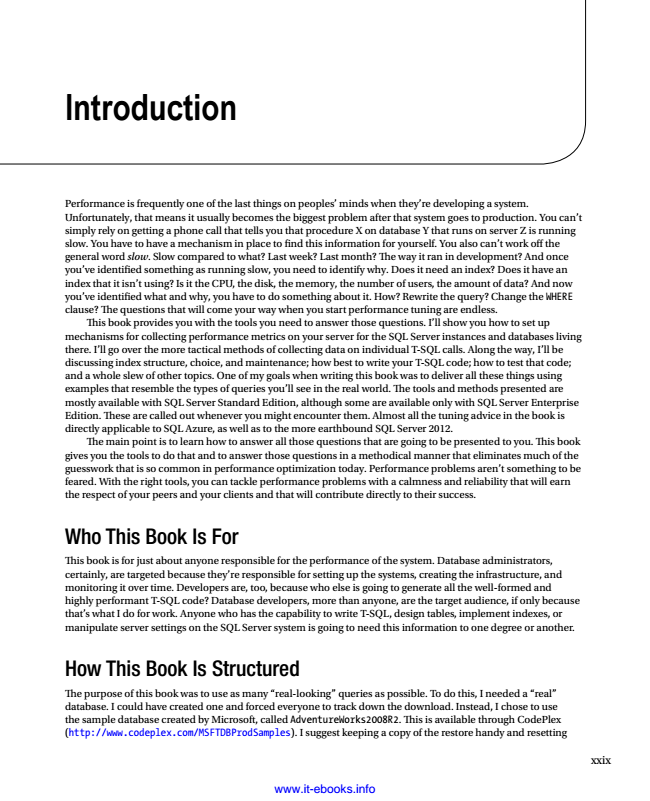 Introduction
Performance is frequently one of the last things on peoples' minds when they're developing a system.
Unfortunately, that means it usually becomes the biggest problem after that system goes to production. You can't
simply rely on getting a phone call that tells you that procedure X on database Y that runs on server Z is running
slow. You have to have a mechanism in place to find this information for yourself. You also can't work off the
general word slow. Slow compared to what? Last week? Last month? The way it ran in development? And once
you've identified something as running slow, you need to identify why. Does it need an index? Does it have an
index that it isn't using? Is it the CPU, the disk, the memory, the number of users, the amount of data? And now
you've identified what and why, you have to do something about it. How? Rewrite the query? Change the WHERE
clause? The questions that will come your way when you start performance tuning are endless.
This book provides you with the tools you need to answer those questions. I'll show you how to set up
mechanisms for collecting performance metrics on your server for the SQL Server instances and databases living
there. I'll go over the more tactical methods of collecting data on individual T-SQL calls. Along the way, I'll be
discussing index structure, choice, and maintenance; how best to write your T-SQL code; how to test that code;
and a whole slew of other topics. One of my goals when writing this book was to deliver all these things using
examples that resemble the types of queries you'll see in the real world. The tools and methods presented are
mostly available with SQL Server Standard Edition, although some are available only with SQL Server Enterprise
Edition. These are called out whenever you might encounter them. Almost all the tuning advice in the book is
directly applicable to SQL Azure, as well as to the more earthbound SQL Server 2012.
The main point is to learn how to answer all those questions that are going to be presented to you. This book
gives you the tools to do that and to answer those questions in a methodical manner that eliminates much of the
guesswork that is so common in performance optimization today. Performance problems aren't something to be
feared. With the right tools, you can tackle performance problems with a calmness and reliability that will earn
the respect of your peers and your clients and that will contribute directly to their success.
Who This Book Is For
This book is for just about anyone responsible for the performance of the system. Database administrators,
certainly, are targeted because they're responsible for setting up the systems, creating the infrastructure, and
monitoring it over time. Developers are, too, because who else is going to generate all the well-formed and
highly performant T-SQL code? Database developers, more than anyone, are the target audience, if only because
that's what I do for work. Anyone who has the capability to write T-SQL, design tables, implement indexes, or
manipulate server settings on the SQL Server system is going to need this information to one degree or another.
How This Book Is Structured
The purpose of this book was to use as many “real-looking” queries as possible. To do this, I needed a “real”
database. I could have created one and forced everyone to track down the download. Instead, I chose to use
the sample database created by Microsoft, called AdventureWorks2008R2. This is available through CodePlex
(http://www.codeplex.com/MSFTDBProdSamples). I suggest keeping a copy of the restore handy and resetting
xxix
www.it-ebooks.info